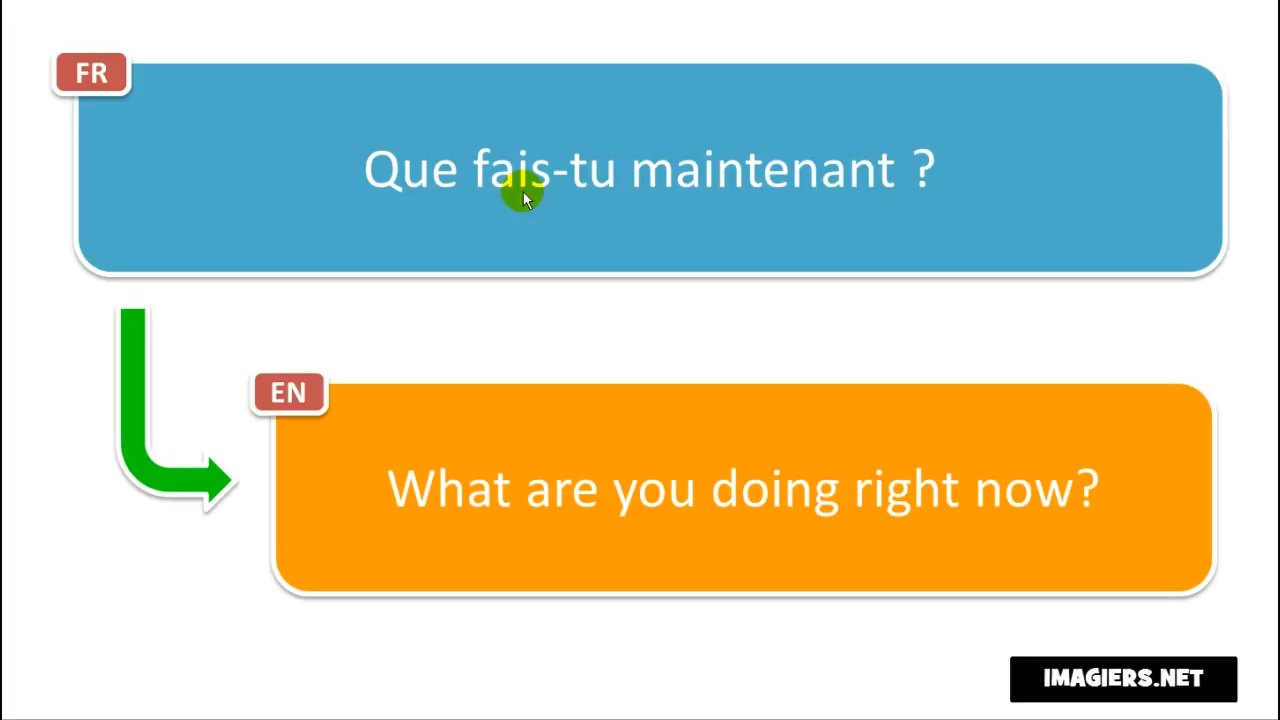 FR
Que fais-tu maintenant ?
EN
What are you doing right now?
IMAGIERS.NET